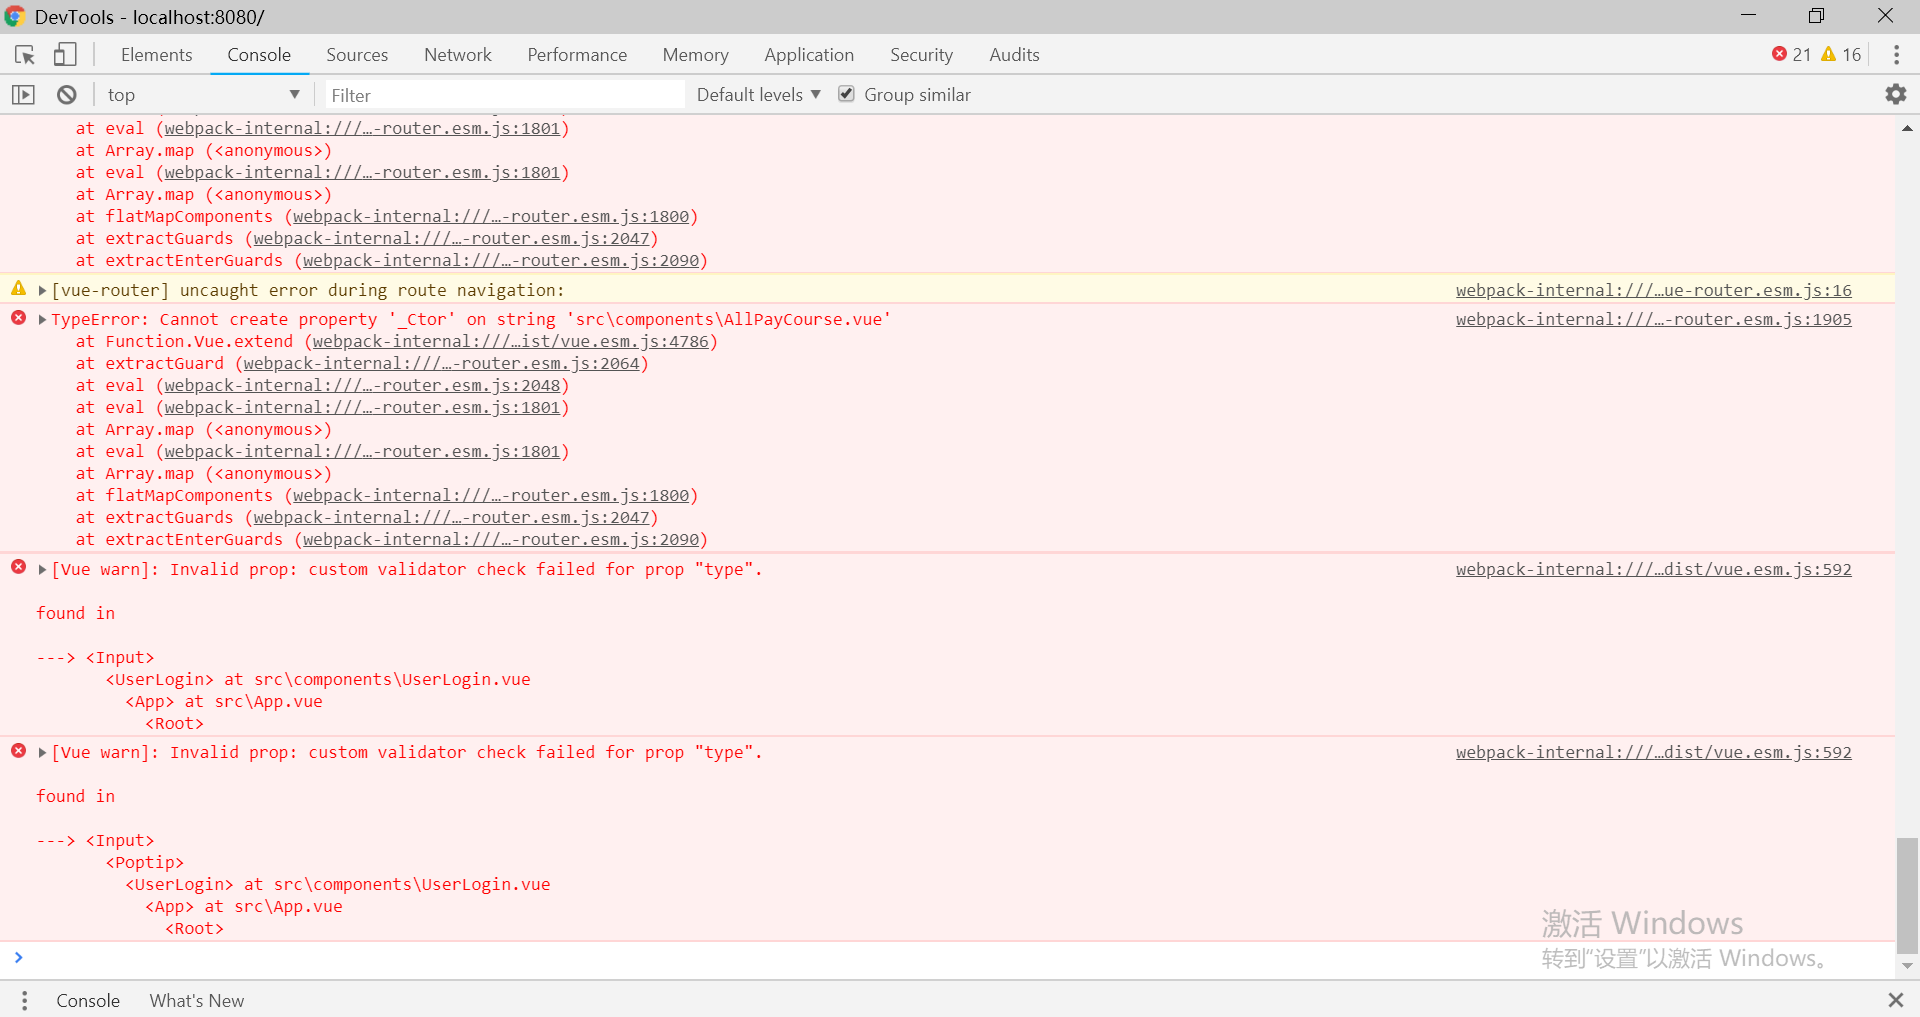 DevTools - localhost:8080/
Elements Console Sources Network Performance Memory Application Security Audits 21 16
top Filter Default levels Group similar
at eval (webpack-internal:///…-router.esm.js:1801)
at Array.map (<anonymous>)
at eval (webpack-internal:///…-router.esm.js:1801)
at Array.map (<anonymous>)
at flatMapComponents (webpack-internal:///…-router.esm.js:1800)
at extractGuards (webpack-internal:///…-router.esm.js:2047)
at extractEnterGuards (webpack-internal:///…-router.esm.js:2090)
[vue-router] uncaught error during route navigation: webpack-internal:///…ue-router.esm.js:16
TypeError: Cannot create property '_Ctor' on string 'src\components\AllPayCourse.vue' webpack-internal:///…-router.esm.js:1905
at Function.Vue.extend (webpack-internal:///…ist/vue.esm.js:4786)
at extractGuard (webpack-internal:///…-router.esm.js:2064)
at eval (webpack-internal:///…-router.esm.js:2048)
at eval (webpack-internal:///…-router.esm.js:1801)
at Array.map (<anonymous>)
at eval (webpack-internal:///…-router.esm.js:1801)
at Array.map (<anonymous>)
at flatMapComponents (webpack-internal:///…-router.esm.js:1800)
at extractGuards (webpack-internal:///…-router.esm.js:2047)
at extractEnterGuards (webpack-internal:///…-router.esm.js:2090)
[Vue warn]: Invalid prop: custom validator check failed for prop "type". webpack-internal:///…dist/vue.esm.js:592
found in
---> <Input>
<UserLogin> at src\components\UserLogin.vue
<App> at src\App.vue
<Root>
[Vue warn]: Invalid prop: custom validator check failed for prop "type". webpack-internal:///…dist/vue.esm.js:592
found in
---> <Input>
<Poptip>
<UserLogin> at src\components\UserLogin.vue
<App> at src\App.vue
<Root>
激活 Windows
转到“设置”以激活 Windows。
Console What's New